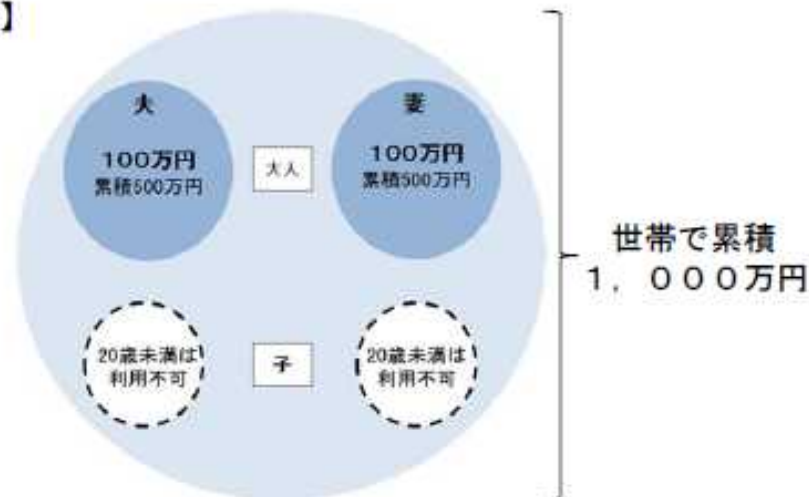 】
夫
100万円
累積500万円
大人
妻
100万円
累積500万円
世帯で累積
1，000万円
20歳未満は
利用不可
子
20歳未満は
利用不可